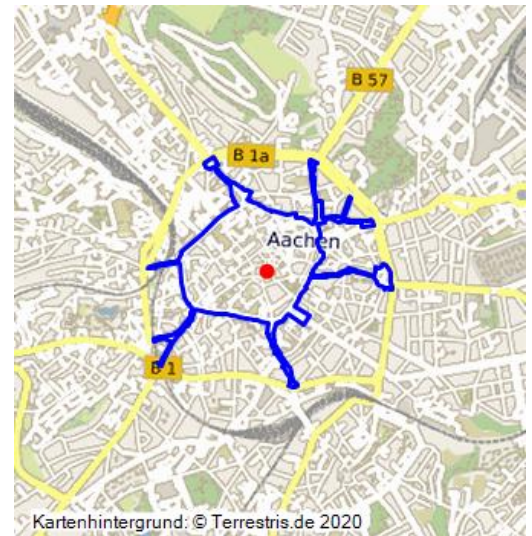 B 57
B 1a
Aachen
B 1
Kartenhintergrund: © Terrestris.de 2020